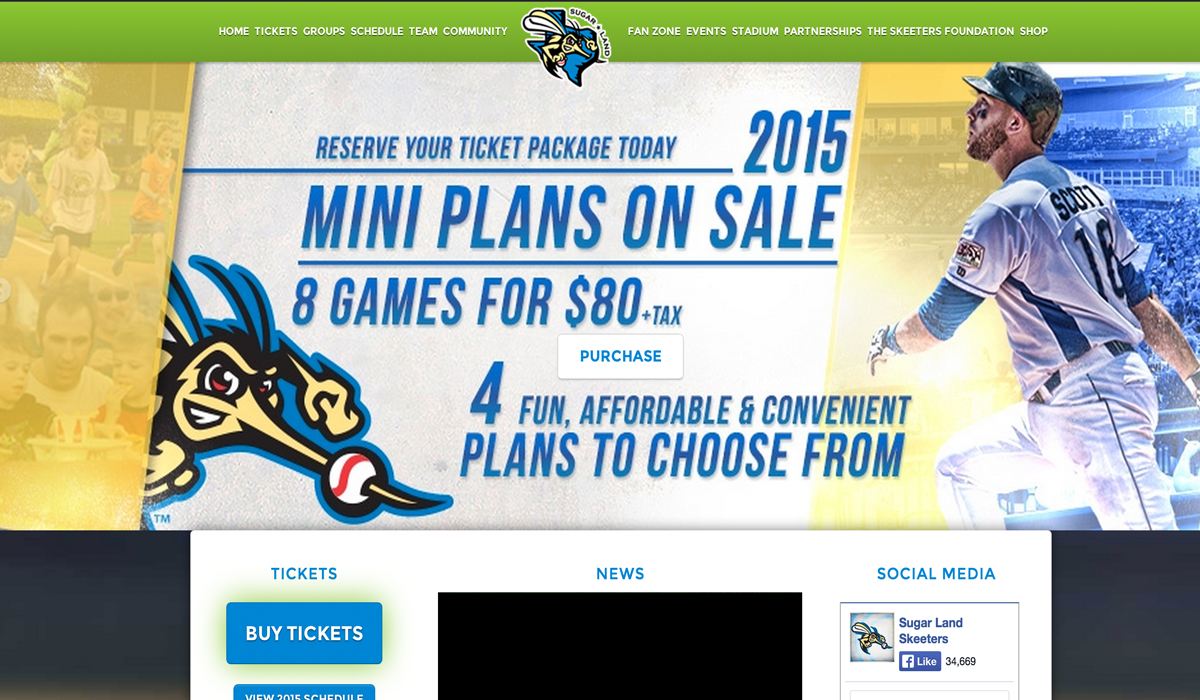 HOME TICKETS GROUPS SCHEDULE TEAM COMMUNITY
SUGAR LAND
FAN ZONE EVENTS STADIUM PARTNERSHIPS THE SKEETERS FOUNDATION SHOP
RESERVE YOUR TICKET PACKAGE TODAY
2015
MINI PLANS ON SALE
8 GAMES FOR $80 +TAX
PURCHASE
4 FUN, AFFORDABLE & CONVENIENT
PLANS TO CHOOSE FROM
SCOTT
TM
TICKETS
BUY TICKETS
VIEW 2015 SCHEDULE
NEWS
SOCIAL MEDIA
Sugar Land
Skeeters
Like 34,669